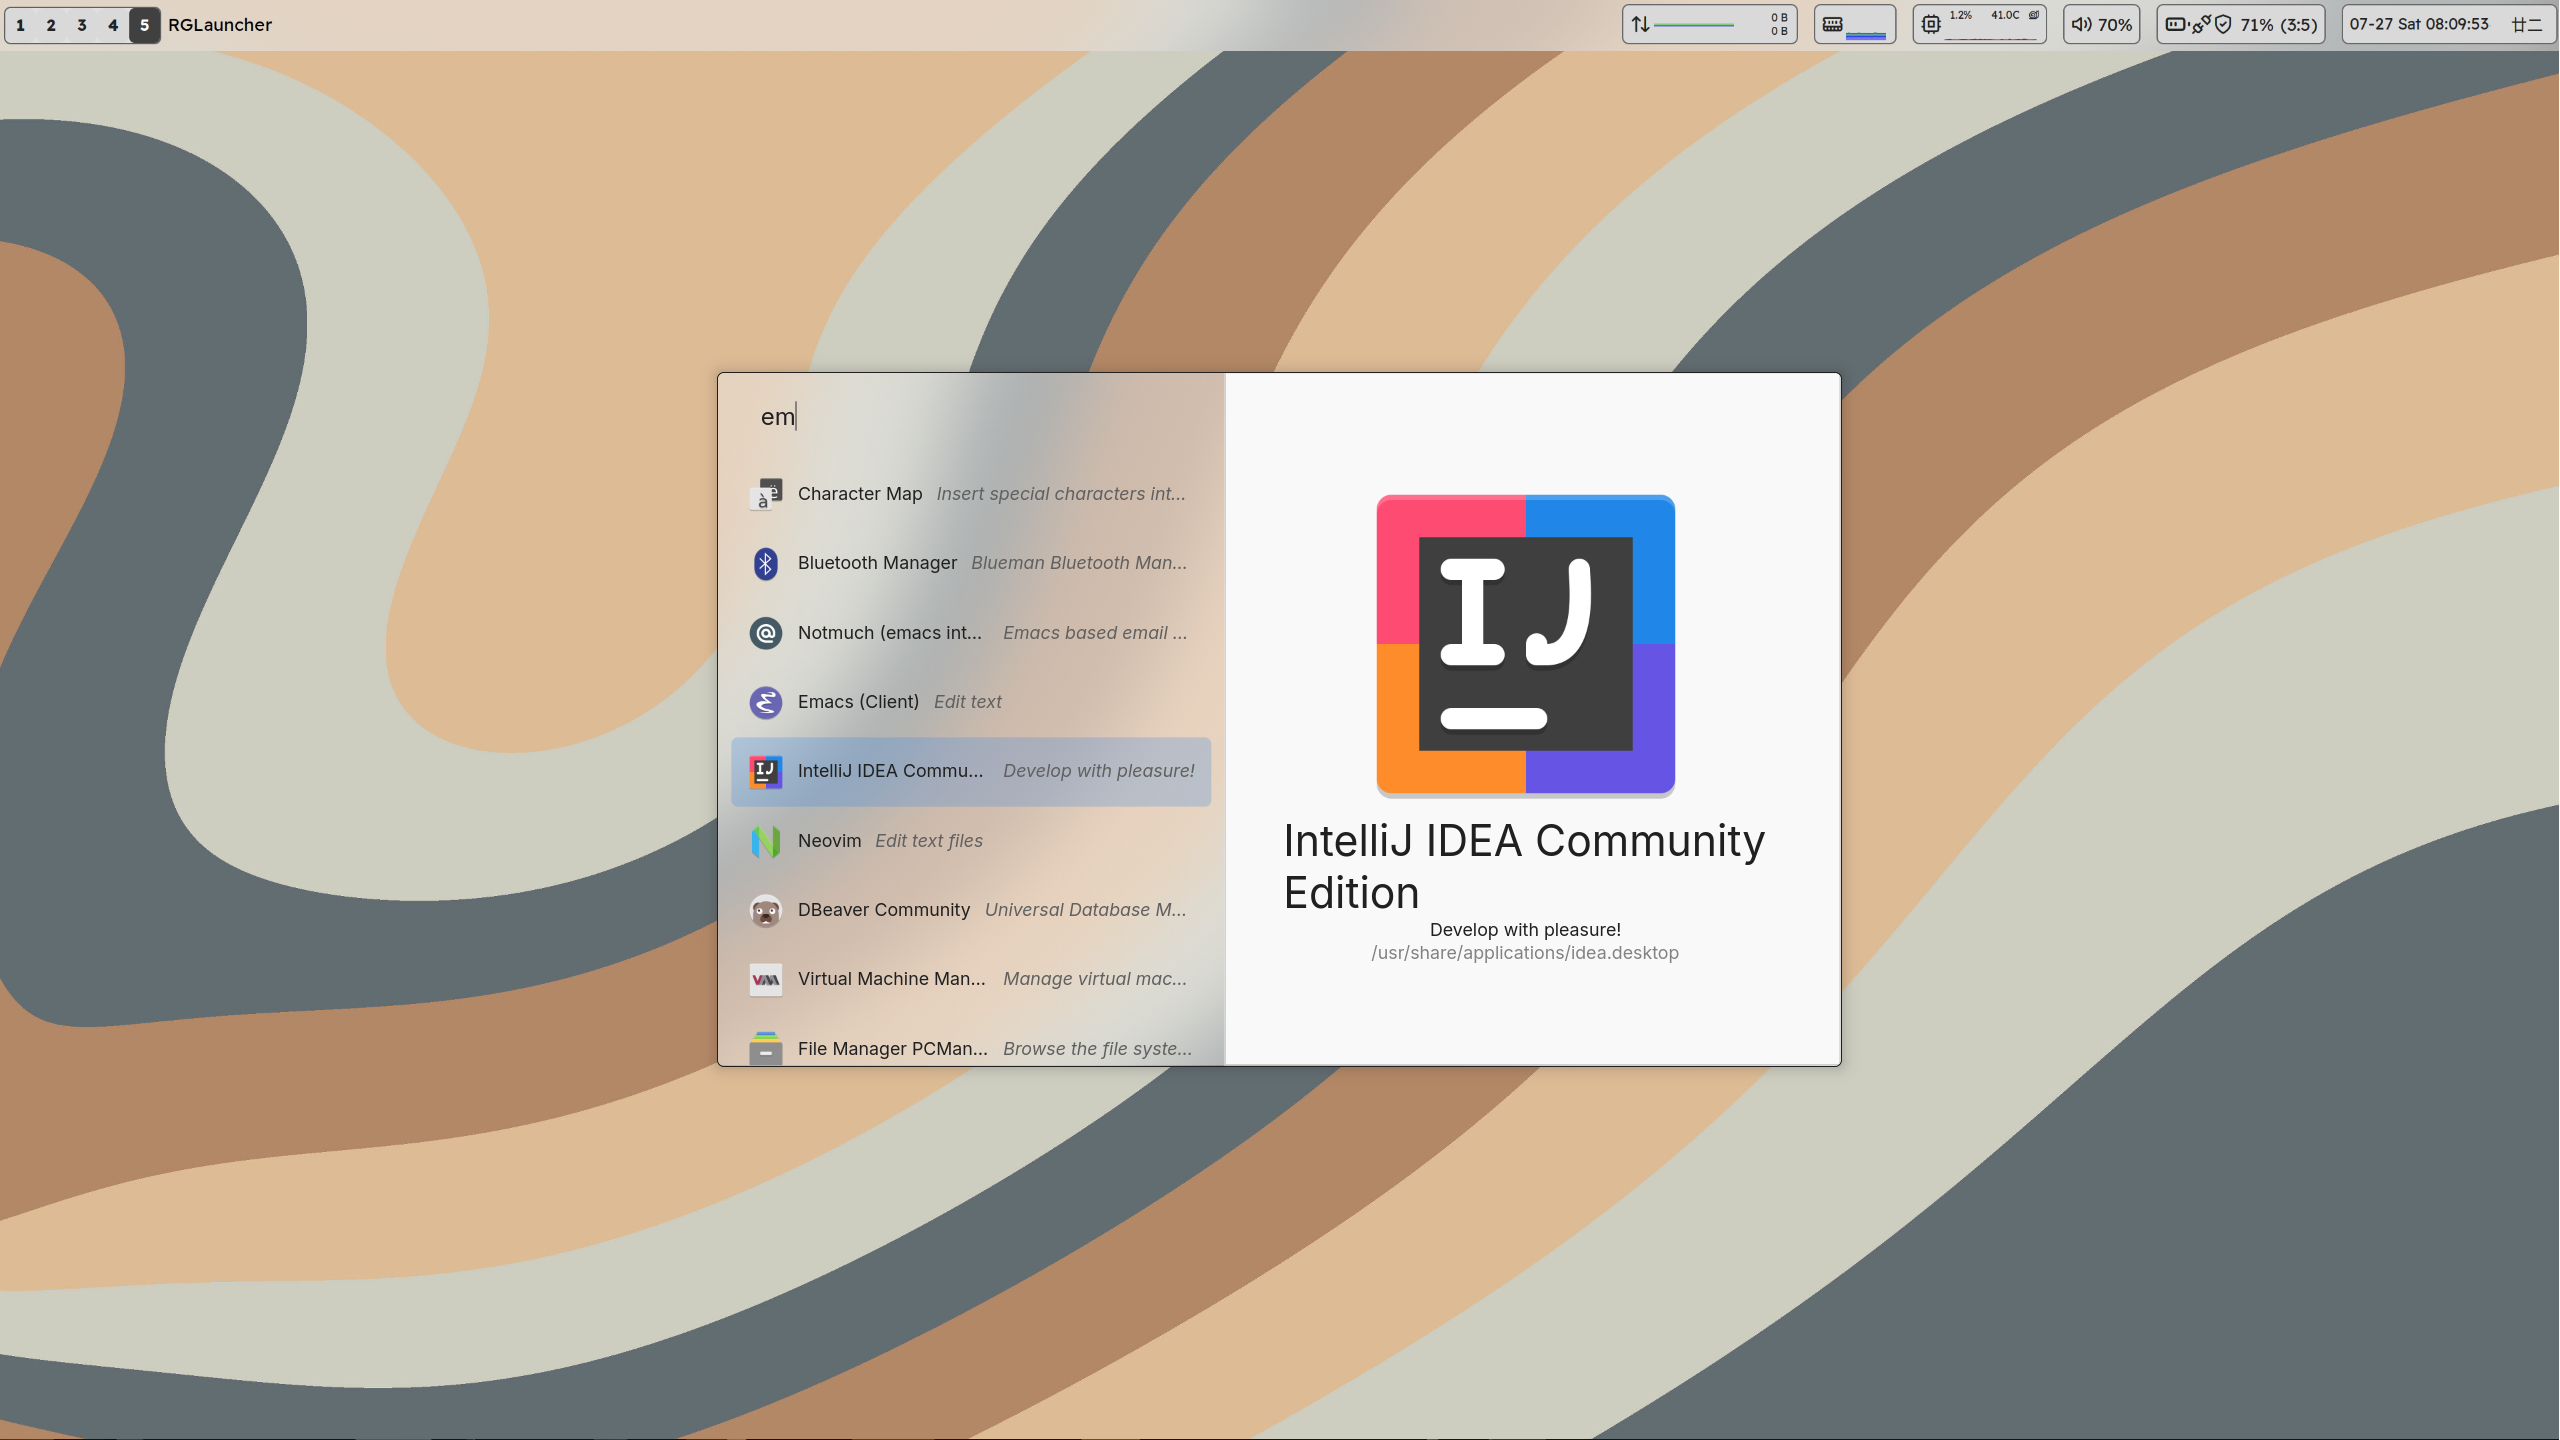 1 2 3 4 5 RGLauncher
0 B
0 B
1.2% 41.0C
70%
71% (3:5)
07-27 Sat 08:09:53 廿二
em
Character Map Insert special characters int...
Bluetooth Manager Blueman Bluetooth Man...
Notmuch (emacs int... Emacs based email ...
Emacs (Client) Edit text
IntelliJ IDEA Commu... Develop with pleasure!
Neovim Edit text files
DBeaver Community Universal Database M...
Virtual Machine Man... Manage virtual mac...
File Manager PCMan... Browse the file syste...
IJ
IntelliJ IDEA Community
Edition
Develop with pleasure!
/usr/share/applications/idea.desktop